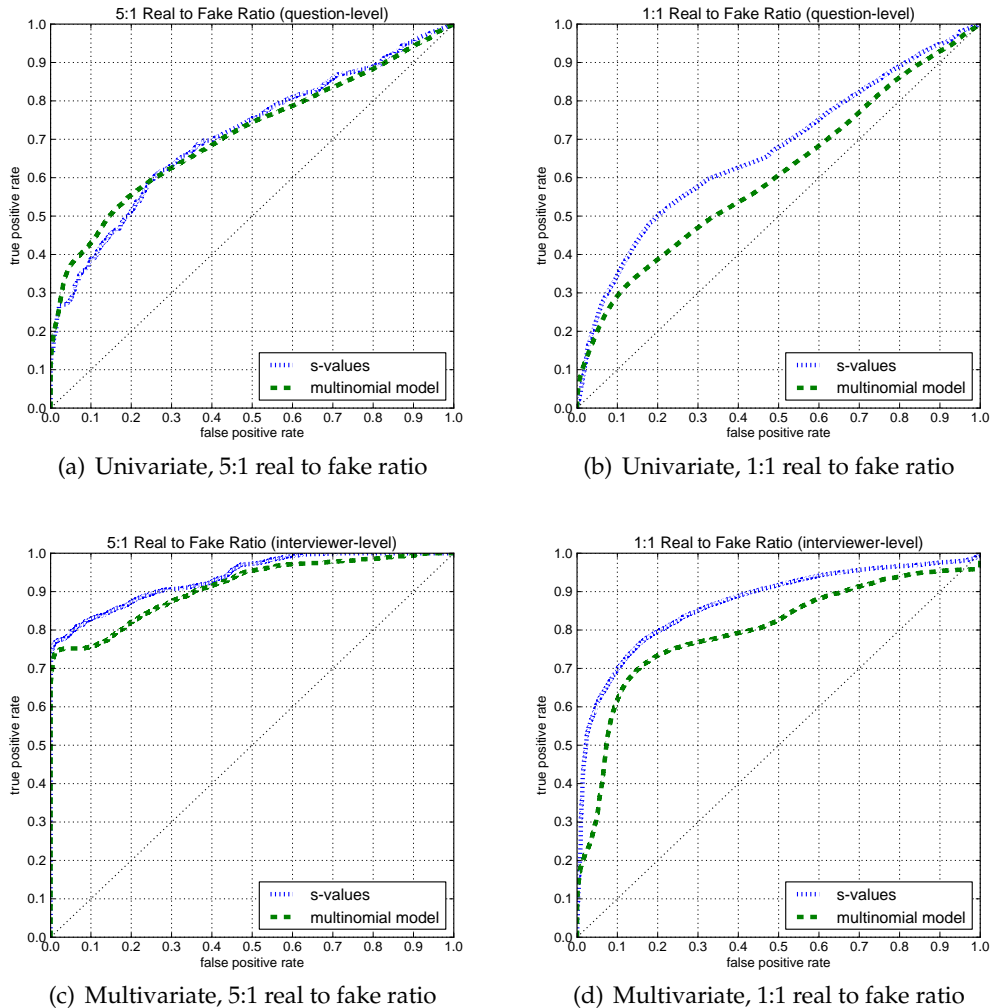 5:1 Real to Fake Ratio (question-level)
1.0
0.9
0.8
0.7
0.6
0.5
0.4
0.3
0.2
0.1
0.0
true positive rate
s-values
multinomial model
0.0 0.1 0.2 0.3 0.4 0.5 0.6 0.7 0.8 0.9 1.0
false positive rate
(a) Univariate, 5:1 real to fake ratio
1:1 Real to Fake Ratio (question-level)
1.0
0.9
0.8
0.7
0.6
0.5
0.4
0.3
0.2
0.1
0.0
true positive rate
s-values
multinomial model
0.0 0.1 0.2 0.3 0.4 0.5 0.6 0.7 0.8 0.9 1.0
false positive rate
(b) Univariate, 1:1 real to fake ratio
5:1 Real to Fake Ratio (interviewer-level)
1.0
0.9
0.8
0.7
0.6
0.5
0.4
0.3
0.2
0.1
0.0
true positive rate
s-values
multinomial model
0.0 0.1 0.2 0.3 0.4 0.5 0.6 0.7 0.8 0.9 1.0
false positive rate
(c) Multivariate, 5:1 real to fake ratio
1:1 Real to Fake Ratio (interviewer-level)
1.0
0.9
0.8
0.7
0.6
0.5
0.4
0.3
0.2
0.1
0.0
true positive rate
s-values
multinomial model
0.0 0.1 0.2 0.3 0.4 0.5 0.6 0.7 0.8 0.9 1.0
false positive rate
(d) Multivariate, 1:1 real to fake ratio